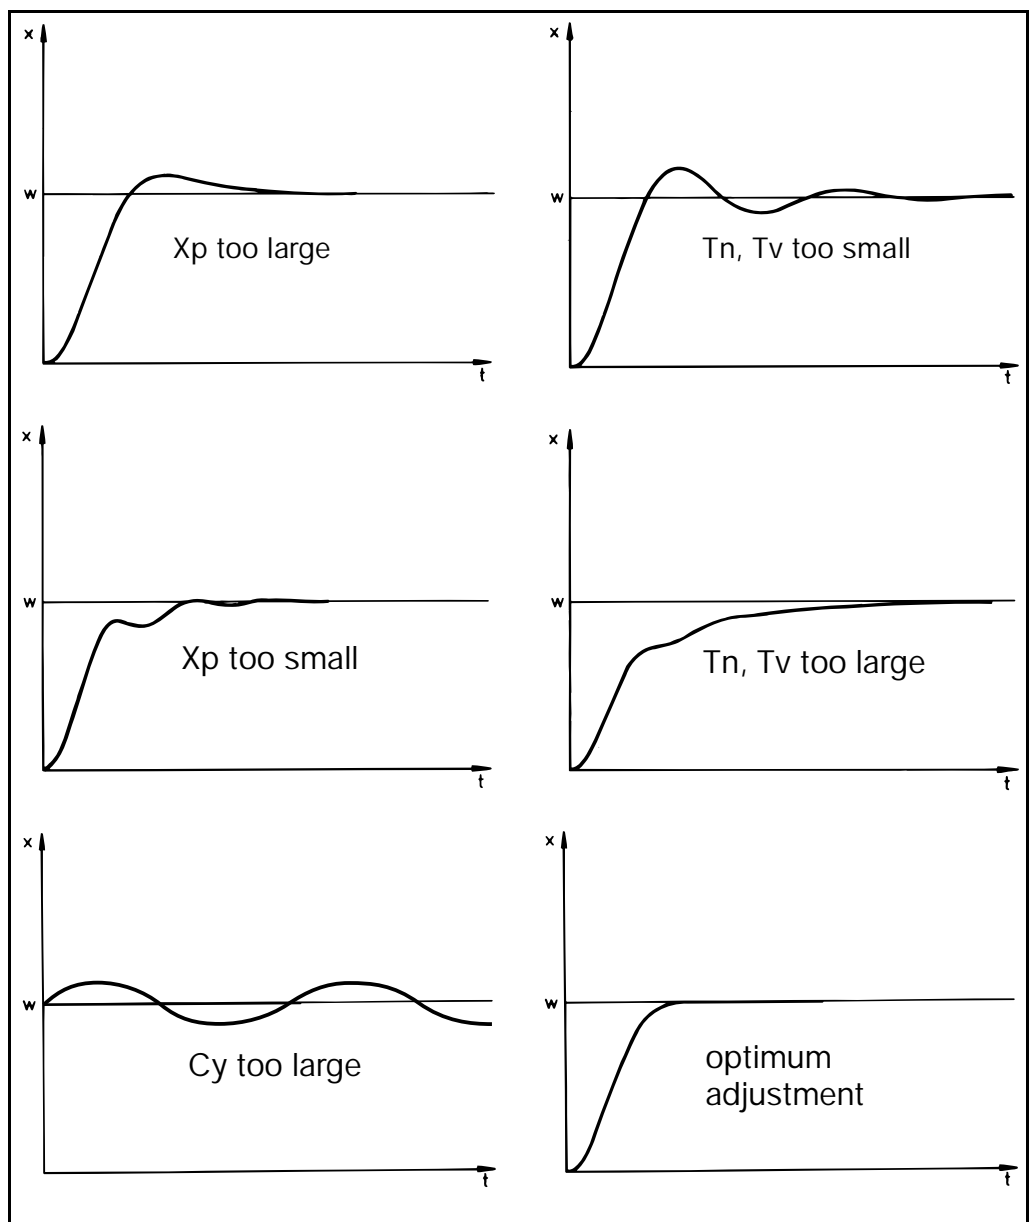 x
w
Xp too large
t
x
w
Tn, Tv too small
t
x
w
Xp too small
t
x
w
Tn, Tv too large
t
x
w
Cy too large
t
x
w
optimum
adjustment
t